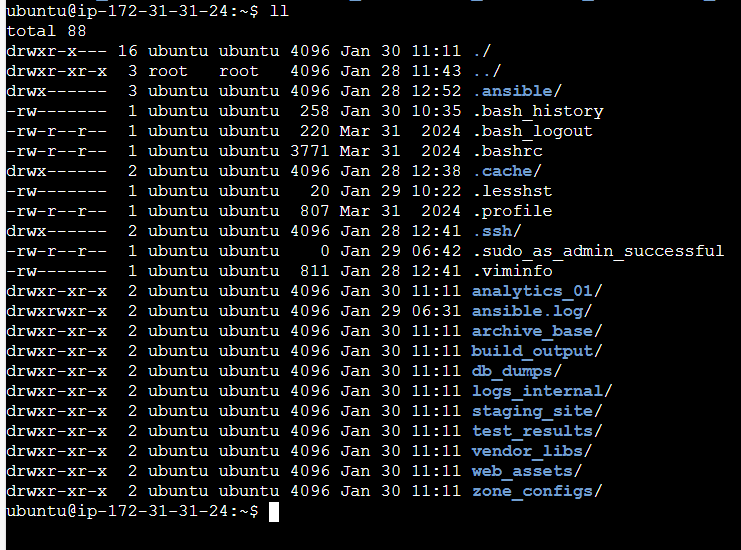 ubuntu@ip-172-31-31-24:~$ ll
total 88
drwxr-x--- 16 ubuntu ubuntu 4096 Jan 30 11:11 ./
drwxr-xr-x  3 root   root   4096 Jan 28 11:43 ../
drwx------  3 ubuntu ubuntu 4096 Jan 28 12:52 .ansible/
-rw-------  1 ubuntu ubuntu  258 Jan 30 10:35 .bash_history
-rw-r--r--  1 ubuntu ubuntu  220 Mar 31  2024 .bash_logout
-rw-r--r--  1 ubuntu ubuntu 3771 Mar 31  2024 .bashrc
drwx------  2 ubuntu ubuntu 4096 Jan 28 12:38 .cache/
-rw-------  1 ubuntu ubuntu   20 Jan 29 10:22 .lesshst
-rw-r--r--  1 ubuntu ubuntu  807 Mar 31  2024 .profile
drwx------  2 ubuntu ubuntu 4096 Jan 28 12:41 .ssh/
-rw-r--r--  1 ubuntu ubuntu    0 Jan 29 06:42 .sudo_as_admin_successful
-rw-------  1 ubuntu ubuntu  811 Jan 28 12:41 .viminfo
drwxr-xr-x  2 ubuntu ubuntu 4096 Jan 30 11:11 analytics_01/
drwxrwxr-x  2 ubuntu ubuntu 4096 Jan 29 06:31 ansible.log/
drwxr-xr-x  2 ubuntu ubuntu 4096 Jan 30 11:11 archive_base/
drwxr-xr-x  2 ubuntu ubuntu 4096 Jan 30 11:11 build_output/
drwxr-xr-x  2 ubuntu ubuntu 4096 Jan 30 11:11 db_dumps/
drwxr-xr-x  2 ubuntu ubuntu 4096 Jan 30 11:11 logs_internal/
drwxr-xr-x  2 ubuntu ubuntu 4096 Jan 30 11:11 staging_site/
drwxr-xr-x  2 ubuntu ubuntu 4096 Jan 30 11:11 test_results/
drwxr-xr-x  2 ubuntu ubuntu 4096 Jan 30 11:11 vendor_libs/
drwxr-xr-x  2 ubuntu ubuntu 4096 Jan 30 11:11 web_assets/
drwxr-xr-x  2 ubuntu ubuntu 4096 Jan 30 11:11 zone_configs/
ubuntu@ip-172-31-31-24:~$